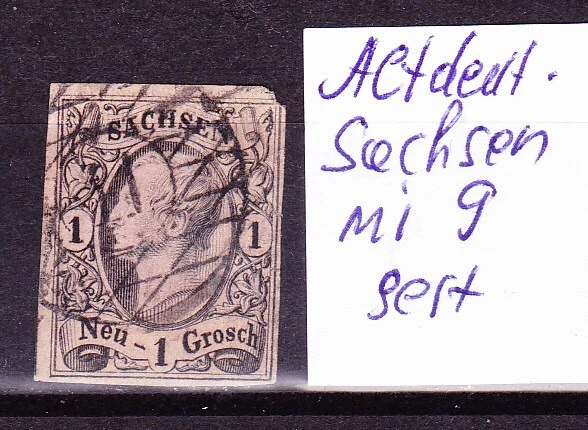 SACHSEN
1 1
Neu - 1 Grosch
Altdeut.
Sachsen
Mi 9
gest